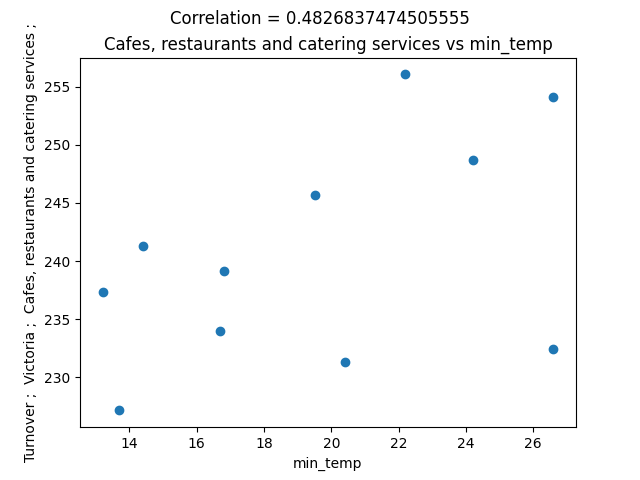 Correlation = 0.4826837474505555
Cafes, restaurants and catering services vs min_temp
Turnover ;  Victoria ;  Cafes, restaurants and catering services ;
255
250
245
240
235
230
14 16 18 20 22 24 26
min_temp